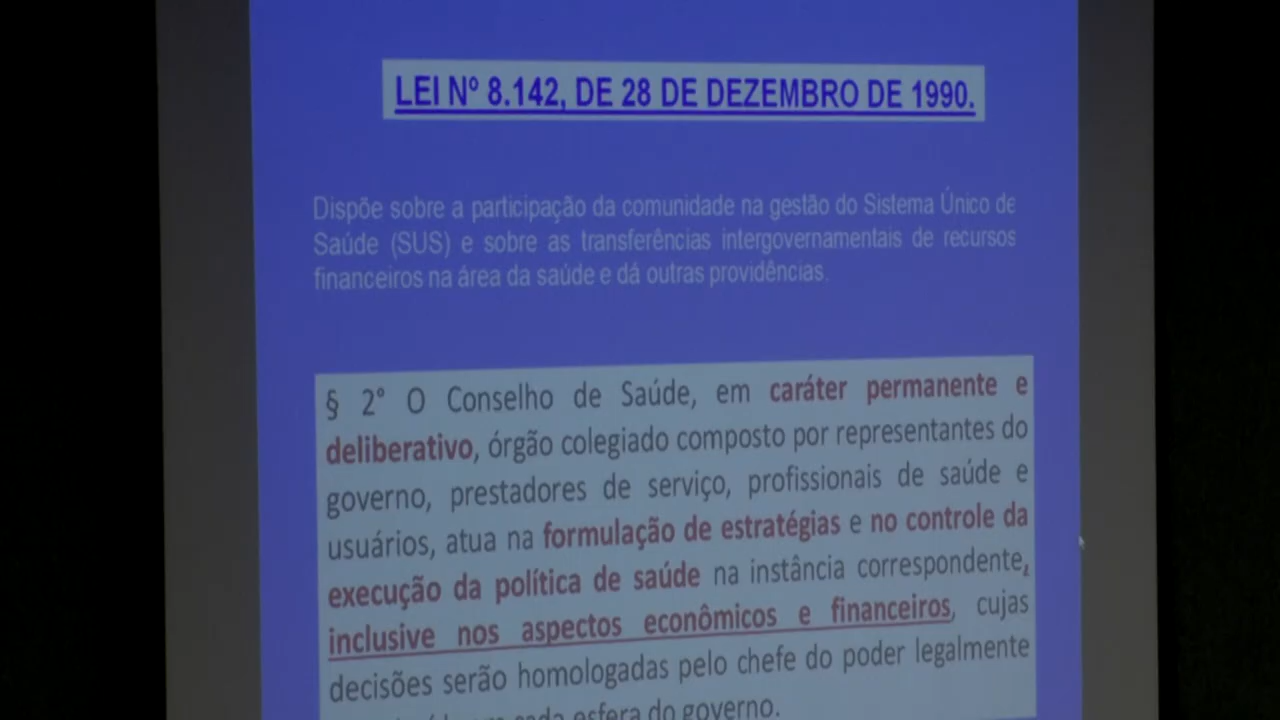 LEI Nº 8.142, DE 28 DE DEZEMBRO DE 1990.
Dispõe sobre a participação da comunidade na gestão do Sistema Único de
Saúde (SUS) e sobre as transferências intergovernamentais de recursos
financeiros na área da saúde e dá outras providências.
§ 2° O Conselho de Saúde, em caráter permanente e
deliberativo, órgão colegiado composto por representantes do
governo, prestadores de serviço, profissionais de saúde e
usuários, atua na formulação de estratégias e no controle da
execução da política de saúde na instância correspondente,
inclusive nos aspectos econômicos e financeiros, cujas
decisões serão homologadas pelo chefe do poder legalmente
esfera do governo.